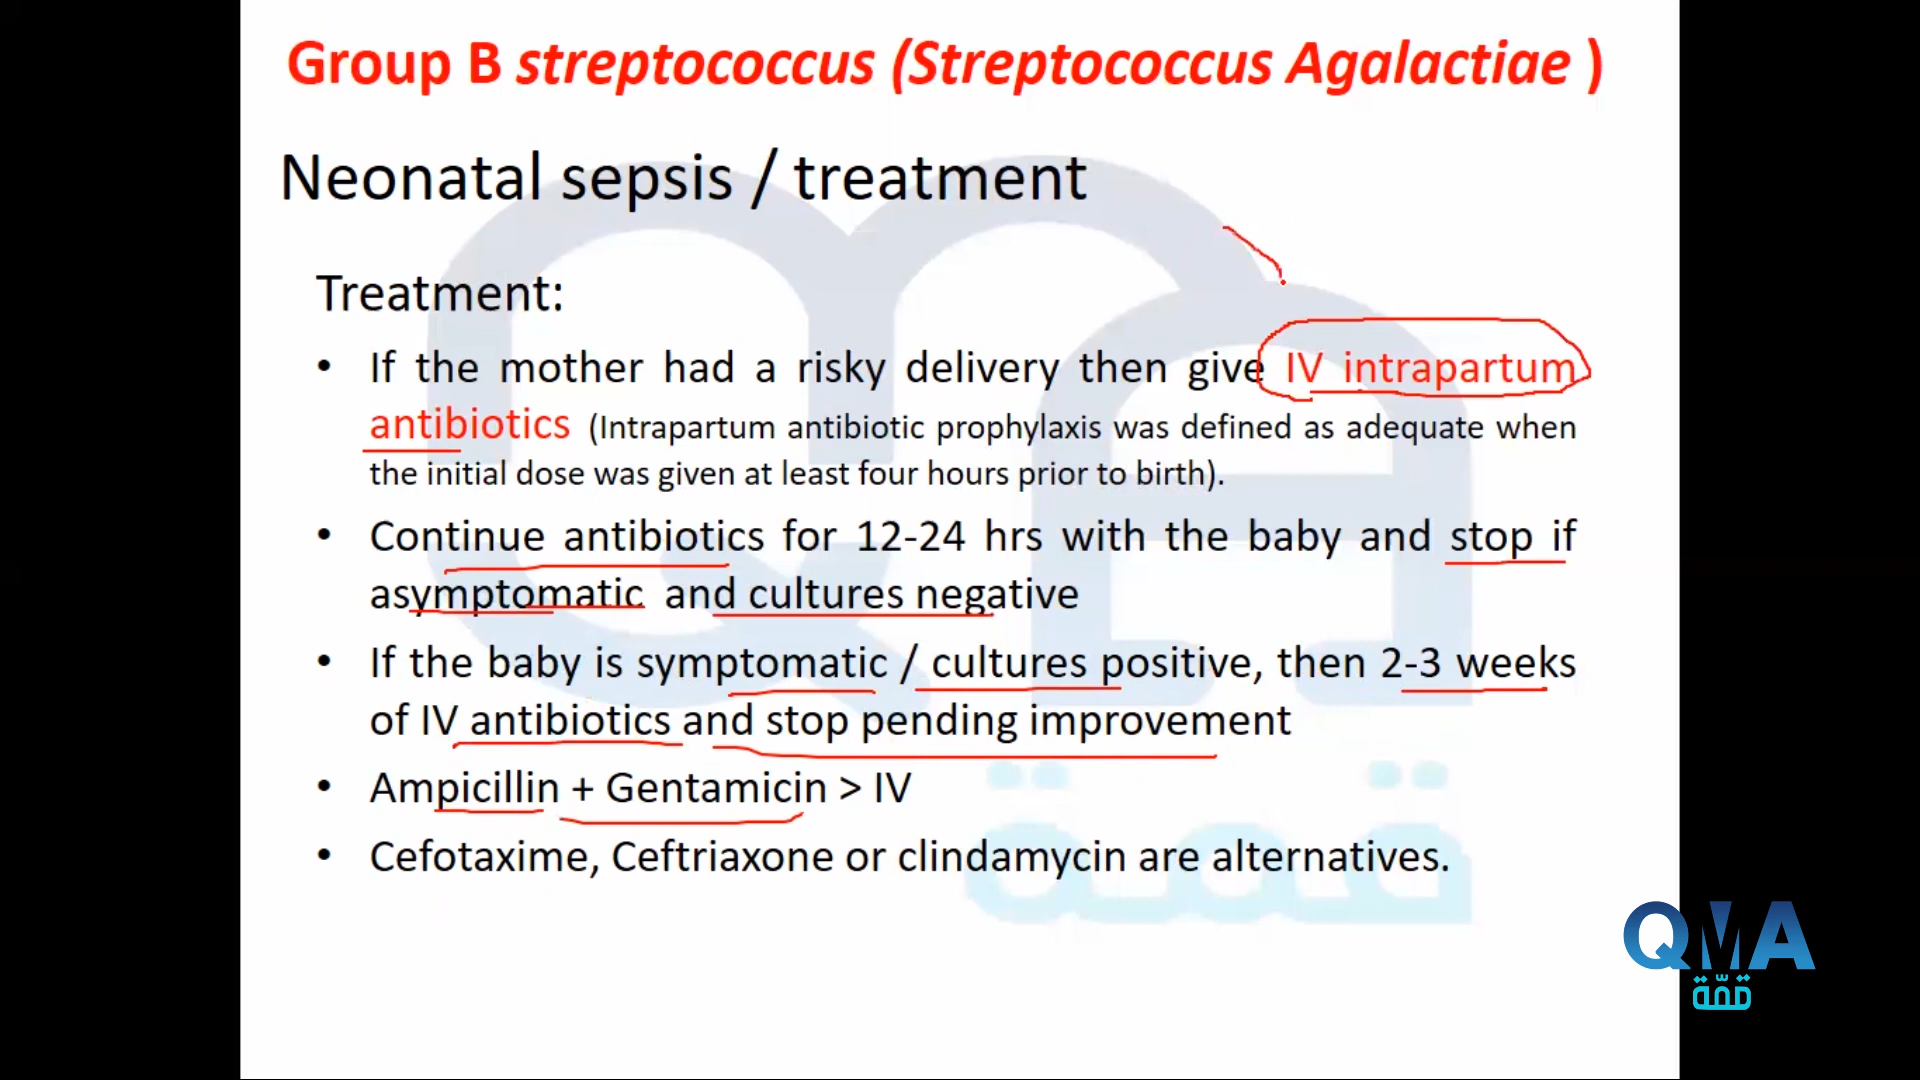 Group B streptococcus (Streptococcus Agalactiae )
Neonatal sepsis / treatment
Treatment:
• If the mother had a risky delivery then give IV intrapartum
antibiotics (Intrapartum antibiotic prophylaxis was defined as adequate when
the initial dose was given at least four hours prior to birth).
• Continue antibiotics for 12-24 hrs with the baby and stop if
asymptomatic and cultures negative
• If the baby is symptomatic / cultures positive, then 2-3 weeks
of IV antibiotics and stop pending improvement
• Ampicillin + Gentamicin > IV
• Cefotaxime, Ceftriaxone or clindamycin are alternatives.
قمة
QMA
قمّة